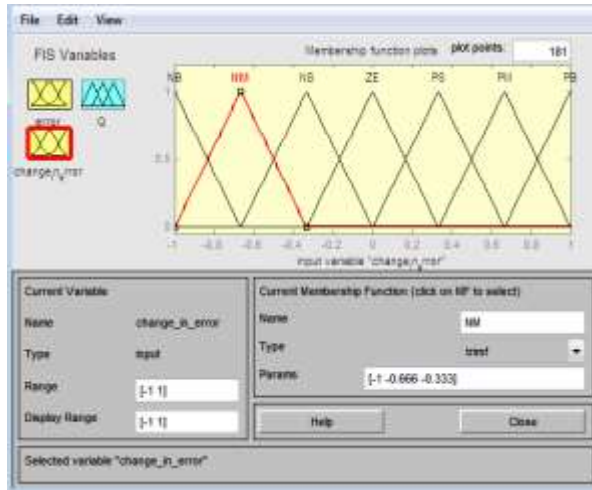 File Edit View
FIS Variables
Membership function plots plot points: 181
NB NM NS ZE PS PM PB
error Q
1
0.5
0
-1 -0.8 -0.6 -0.4 -0.2 0 0.2 0.4 0.6 0.8 1
input variable "change_in_error"
Current Variable
Name change_in_error
Type input
Range [-1 1]
Display Range [-1 1]
Current Membership Function (click on MF to select)
Name NM
Type trimf
Params [-1 -0.666 -0.333]
Help Close
Selected variable "change_in_error"